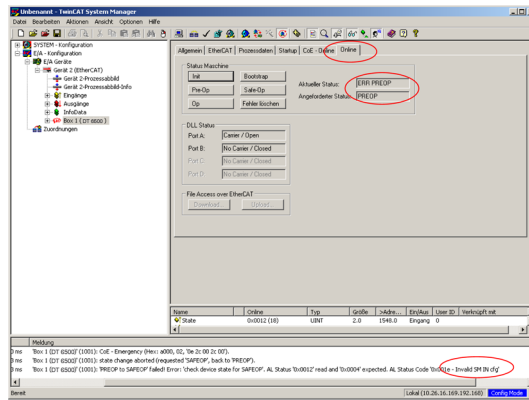 Unbenannt - TwinCAT System Manager
Datei Bearbeiten Aktionen Ansicht Optionen Hilfe
SYSTEM - Konfiguration
E/A - Konfiguration
E/A Geräte
Gerät 2 (EtherCAT)
Gerät 2-Prozessabbild
Gerät 2-Prozessabbild-Info
Eingänge
Ausgänge
InfoData
Box 1 ( DT 6500 )
Zuordnungen
Allgemein EtherCAT Prozessdaten Startup CoE - Online Online
Status Maschine
Init Bootstrap
Pre-Op Safe-Op
Op Fehler löschen
Aktueller Status: ERR PREOP
Angeforderter Status: PREOP
DLL Status
Port A: Carrier / Open
Port B: No Carrier / Closed
Port C: No Carrier / Closed
Port D: No Carrier / Closed
File Access over EtherCAT
Download... Upload...
Name Online Typ Größe >Adre... Ein/Aus User ID Verknüpft mit
State 0x0012 (18) UINT 2.0 1548.0 Eingang 0
Meldung
0 ms 'Box 1 (DT 6500)' (1001): CoE - Emergency (Hex: a000, 02, '0e 2c 00 2c 00').
ms 'Box 1 (DT 6500)' (1001): state change aborted (requested 'SAFEOP', back to 'PREOP').
ms 'Box 1 (DT 6500)' (1001): 'PREOP to SAFEOP' failed! Error: 'check device state for SAFEOP'. AL Status '0x0012' read and '0x0004' expected. AL Status Code '0x001e - Invalid SM IN cfg'
Bereit Lokal (10.26.16.169.192.168) Config Mode